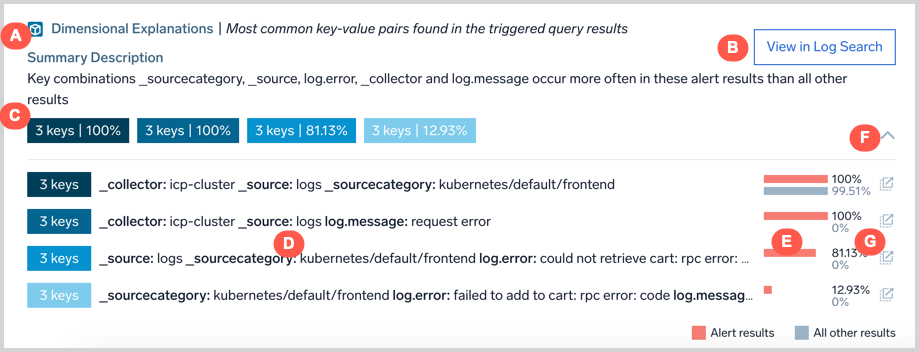 A Dimensional Explanations | Most common key-value pairs found in the triggered query results
B View in Log Search
Summary Description
Key combinations _sourcecategory, _source, log.error, _collector and log.message occur more often in these alert results than all other
results
C
3 keys | 100% 3 keys | 100% 3 keys | 81.13% 3 keys | 12.93%
F
3 keys _collector: icp-cluster _source: logs _sourcecategory: kubernetes/default/frontend 100%
99.51%
3 keys _collector: icp-cluster _source: logs log.message: request error 100%
0%
D E G
3 keys _source: logs _sourcecategory: kubernetes/default/frontend log.error: could not retrieve cart: rpc error: ... 81.13%
0%
3 keys _sourcecategory: kubernetes/default/frontend log.error: failed to add to cart: rpc error: code log.messag... 12.93%
0%
Alert results All other results